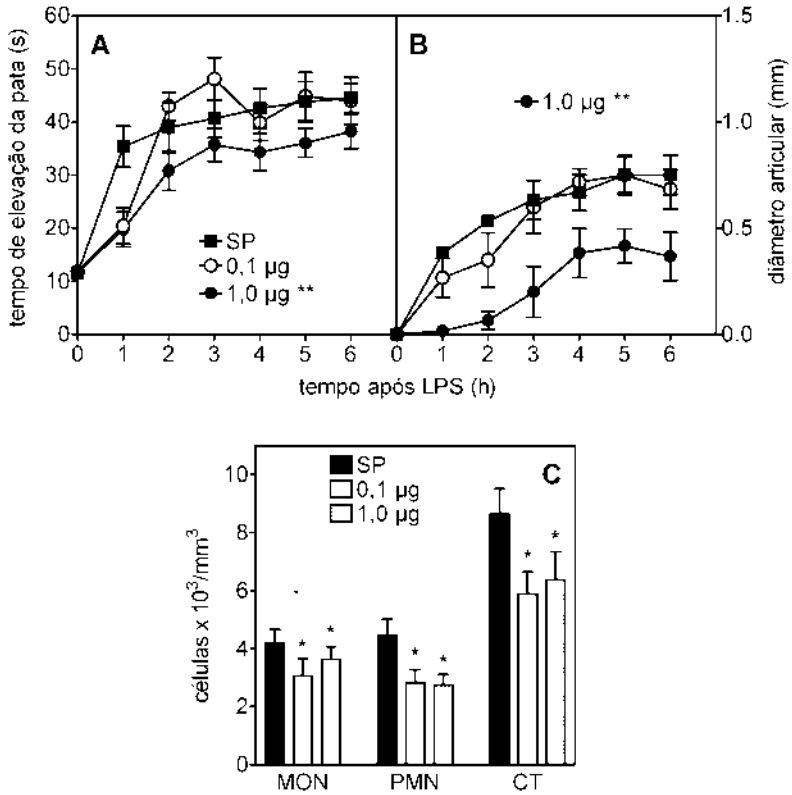 A
B
tempo de elevação da pata (s)
60
50
40
30
20
10
0
SP
0,1 µg
1,0 µg **
0 1 2 3 4 5 6
1,0 µg **
0 1 2 3 4 5 6
1.5
1.0
0.5
0.0
diâmetro articular (mm)
tempo após LPS (h)
C
células x 10³/mm³
10
8
6
4
2
0
SP
0,1 µg
1,0 µg
* *
* *
* *
MON PMN CT